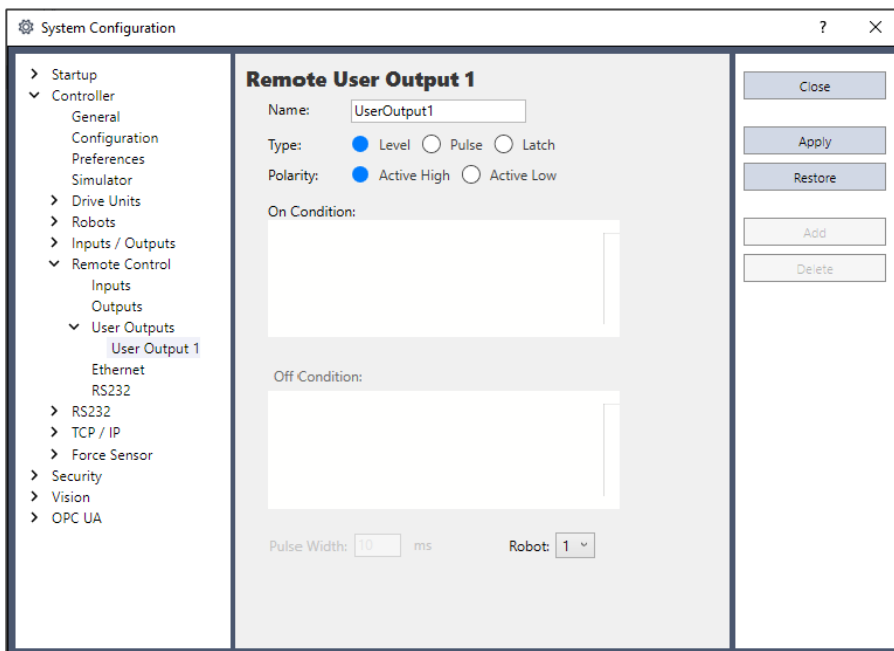 System Configuration
?
Startup
Controller
General
Configuration
Preferences
Simulator
Drive Units
Robots
Inputs / Outputs
Remote Control
Inputs
Outputs
User Outputs
User Output 1
Ethernet
RS232
RS232
TCP / IP
Force Sensor
Security
Vision
OPC UA
Remote User Output 1
Name: UserOutput1
Type: Level Pulse Latch
Polarity: Active High Active Low
On Condition:
Off Condition:
Pulse Width: 10 ms Robot: 1
Close
Apply
Restore
Add
Delete